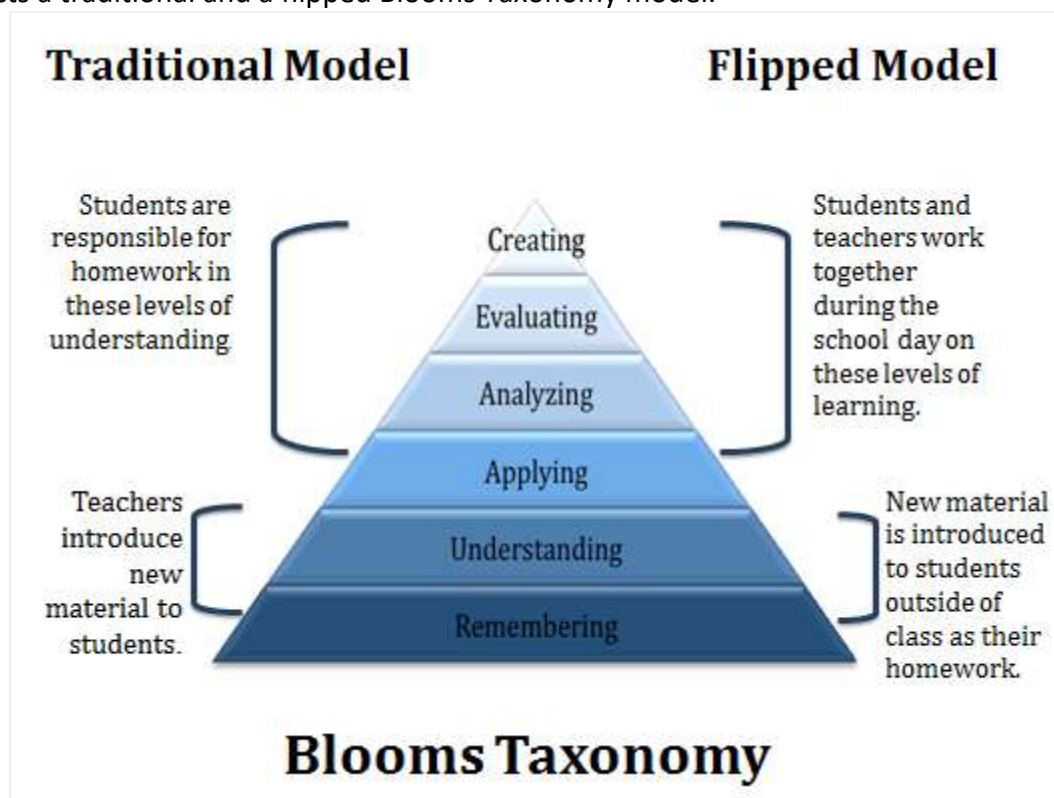 sts a traditional and a flipped Blooms Taxonomy model.
Traditional Model
Flipped Model
Students are
responsible for
homework in
these levels of
understanding
Teachers
introduce
new
material to
students.
Creating
Evaluating
Analyzing
Applying
Understanding
Remembering
Students and
teachers work
together
during the
school day on
these levels of
learning.
New material
is introduced
to students
outside of
class as their
homework.
Blooms Taxonomy